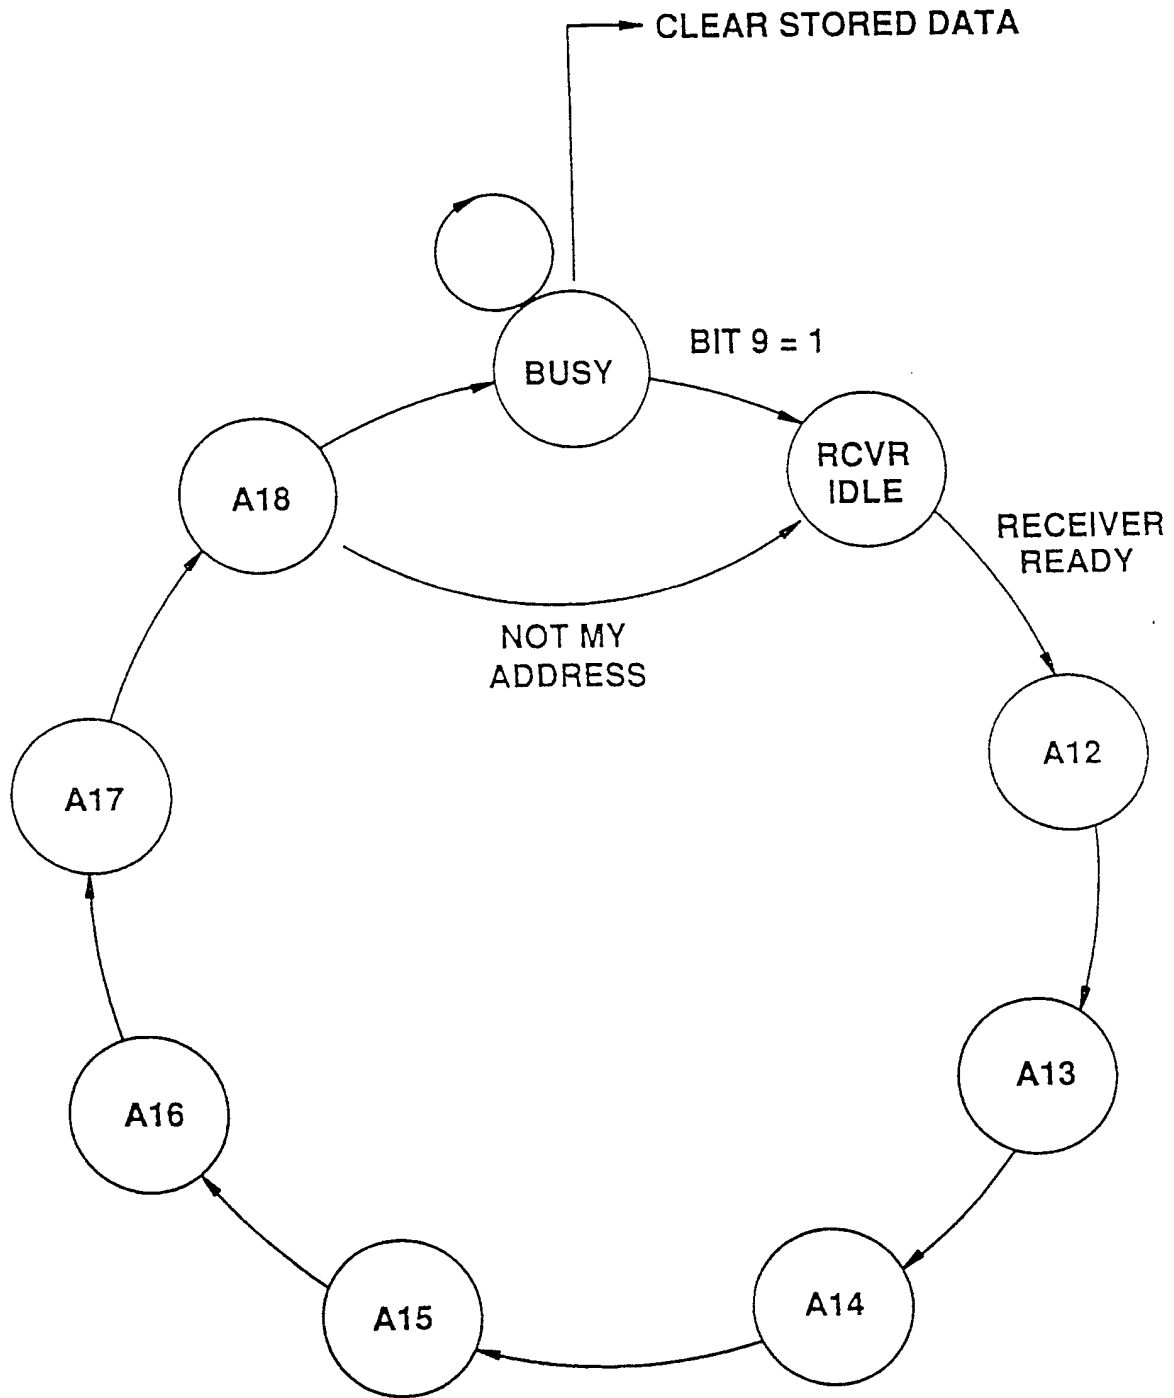 CLEAR STORED DATA
BIT 9 = 1
BUSY
RCVR
IDLE
A18
RECEIVER
READY
NOT MY
ADDRESS
A12
A17
A13
A16
A14
A15